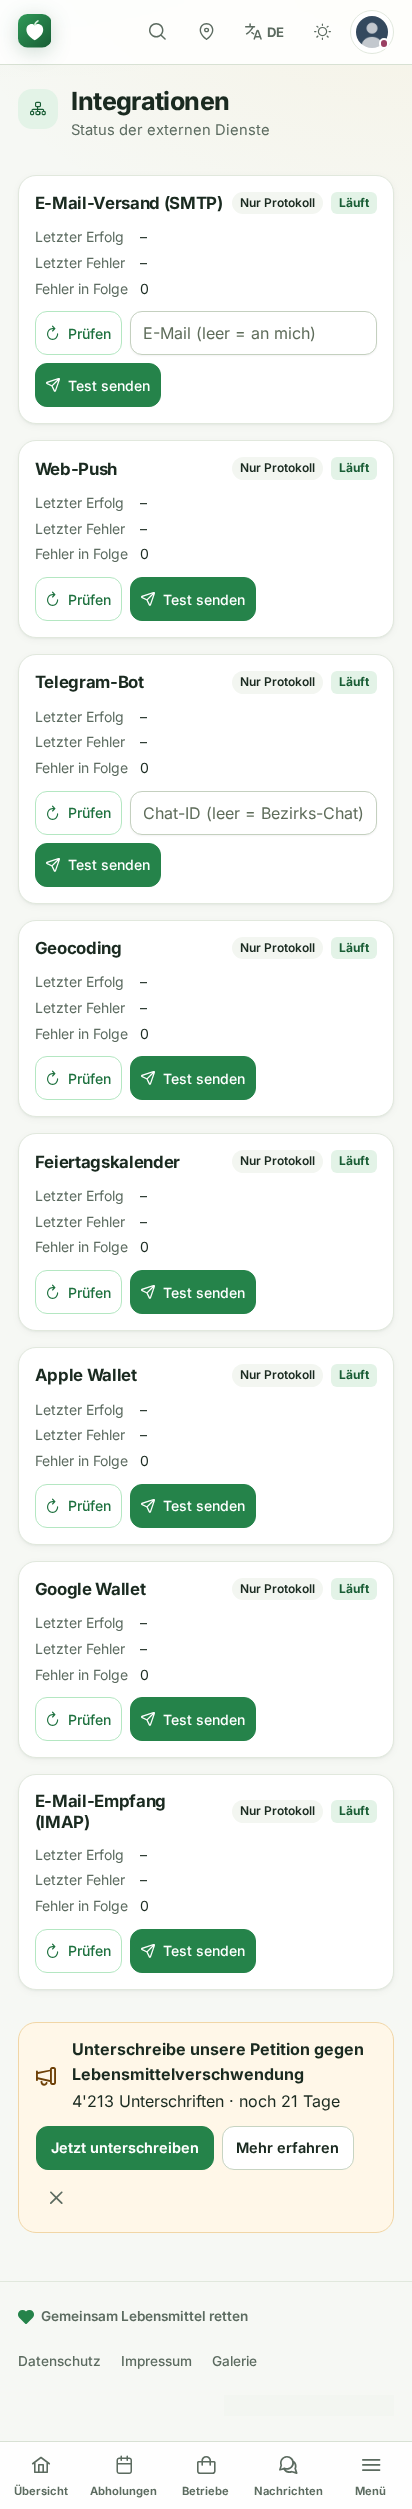 DE
Integrationen
Status der externen Dienste
E-Mail-Versand (SMTP) Nur Protokoll Läuft
Letzter Erfolg –
Letzter Fehler –
Fehler in Folge 0
Prüfen E-Mail (leer = an mich)
Test senden
Web-Push Nur Protokoll Läuft
Letzter Erfolg –
Letzter Fehler –
Fehler in Folge 0
Prüfen Test senden
Telegram-Bot Nur Protokoll Läuft
Letzter Erfolg –
Letzter Fehler –
Fehler in Folge 0
Prüfen Chat-ID (leer = Bezirks-Chat)
Test senden
Geocoding Nur Protokoll Läuft
Letzter Erfolg –
Letzter Fehler –
Fehler in Folge 0
Prüfen Test senden
Feiertagskalender Nur Protokoll Läuft
Letzter Erfolg –
Letzter Fehler –
Fehler in Folge 0
Prüfen Test senden
Apple Wallet Nur Protokoll Läuft
Letzter Erfolg –
Letzter Fehler –
Fehler in Folge 0
Prüfen Test senden
Google Wallet Nur Protokoll Läuft
Letzter Erfolg –
Letzter Fehler –
Fehler in Folge 0
Prüfen Test senden
E-Mail-Empfang
(IMAP) Nur Protokoll Läuft
Letzter Erfolg –
Letzter Fehler –
Fehler in Folge 0
Prüfen Test senden
Unterschreibe unsere Petition gegen
Lebensmittelverschwendung
4'213 Unterschriften · noch 21 Tage
Jetzt unterschreiben Mehr erfahren
Gemeinsam Lebensmittel retten
Datenschutz Impressum Galerie
Übersicht Abholungen Betriebe Nachrichten Menü